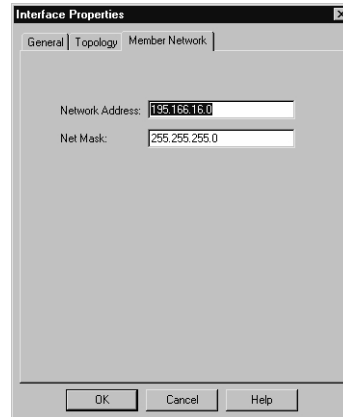 Interface Properties
General Topology Member Network
Network Address: 195.166.16.0
Net Mask: 255.255.255.0
OK Cancel Help